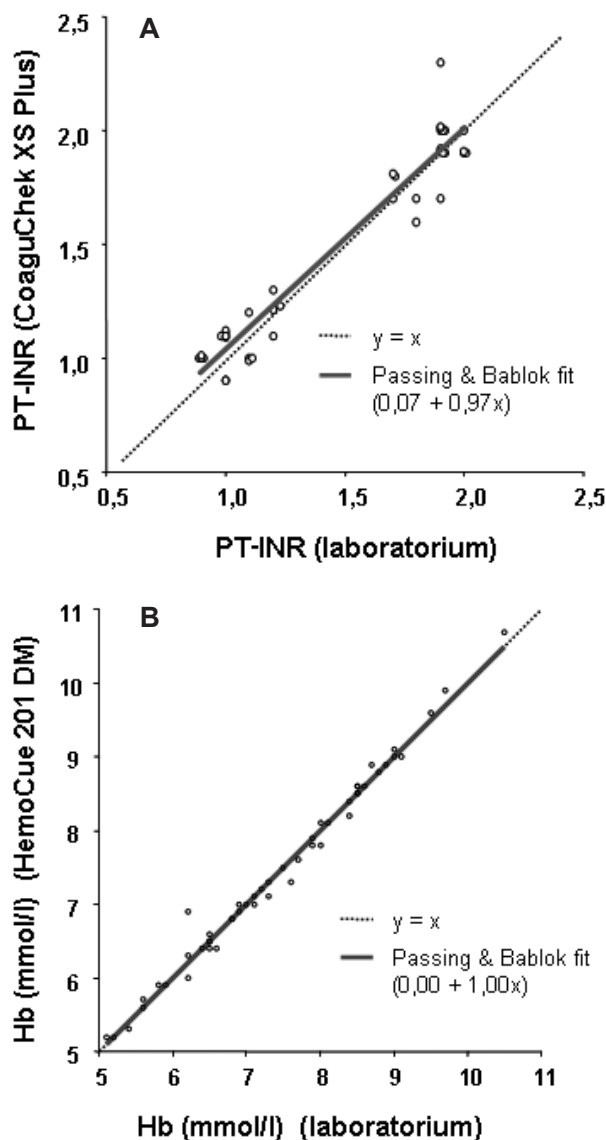 A
2,5
2,0
1,5
1,0
0,5
PT-INR (CoaguChek XS Plus)
y = x
Passing & Bablok fit
(0,07 + 0,97x)
0,5 1,0 1,5 2,0 2,5
PT-INR (laboratorium)
B
11
10
9
8
7
6
5
Hb (mmol/l) (HemoCue 201 DM)
y = x
Passing & Bablok fit
(0,00 + 1,00x)
5 6 7 8 9 10 11
Hb (mmol/l) (laboratorium)